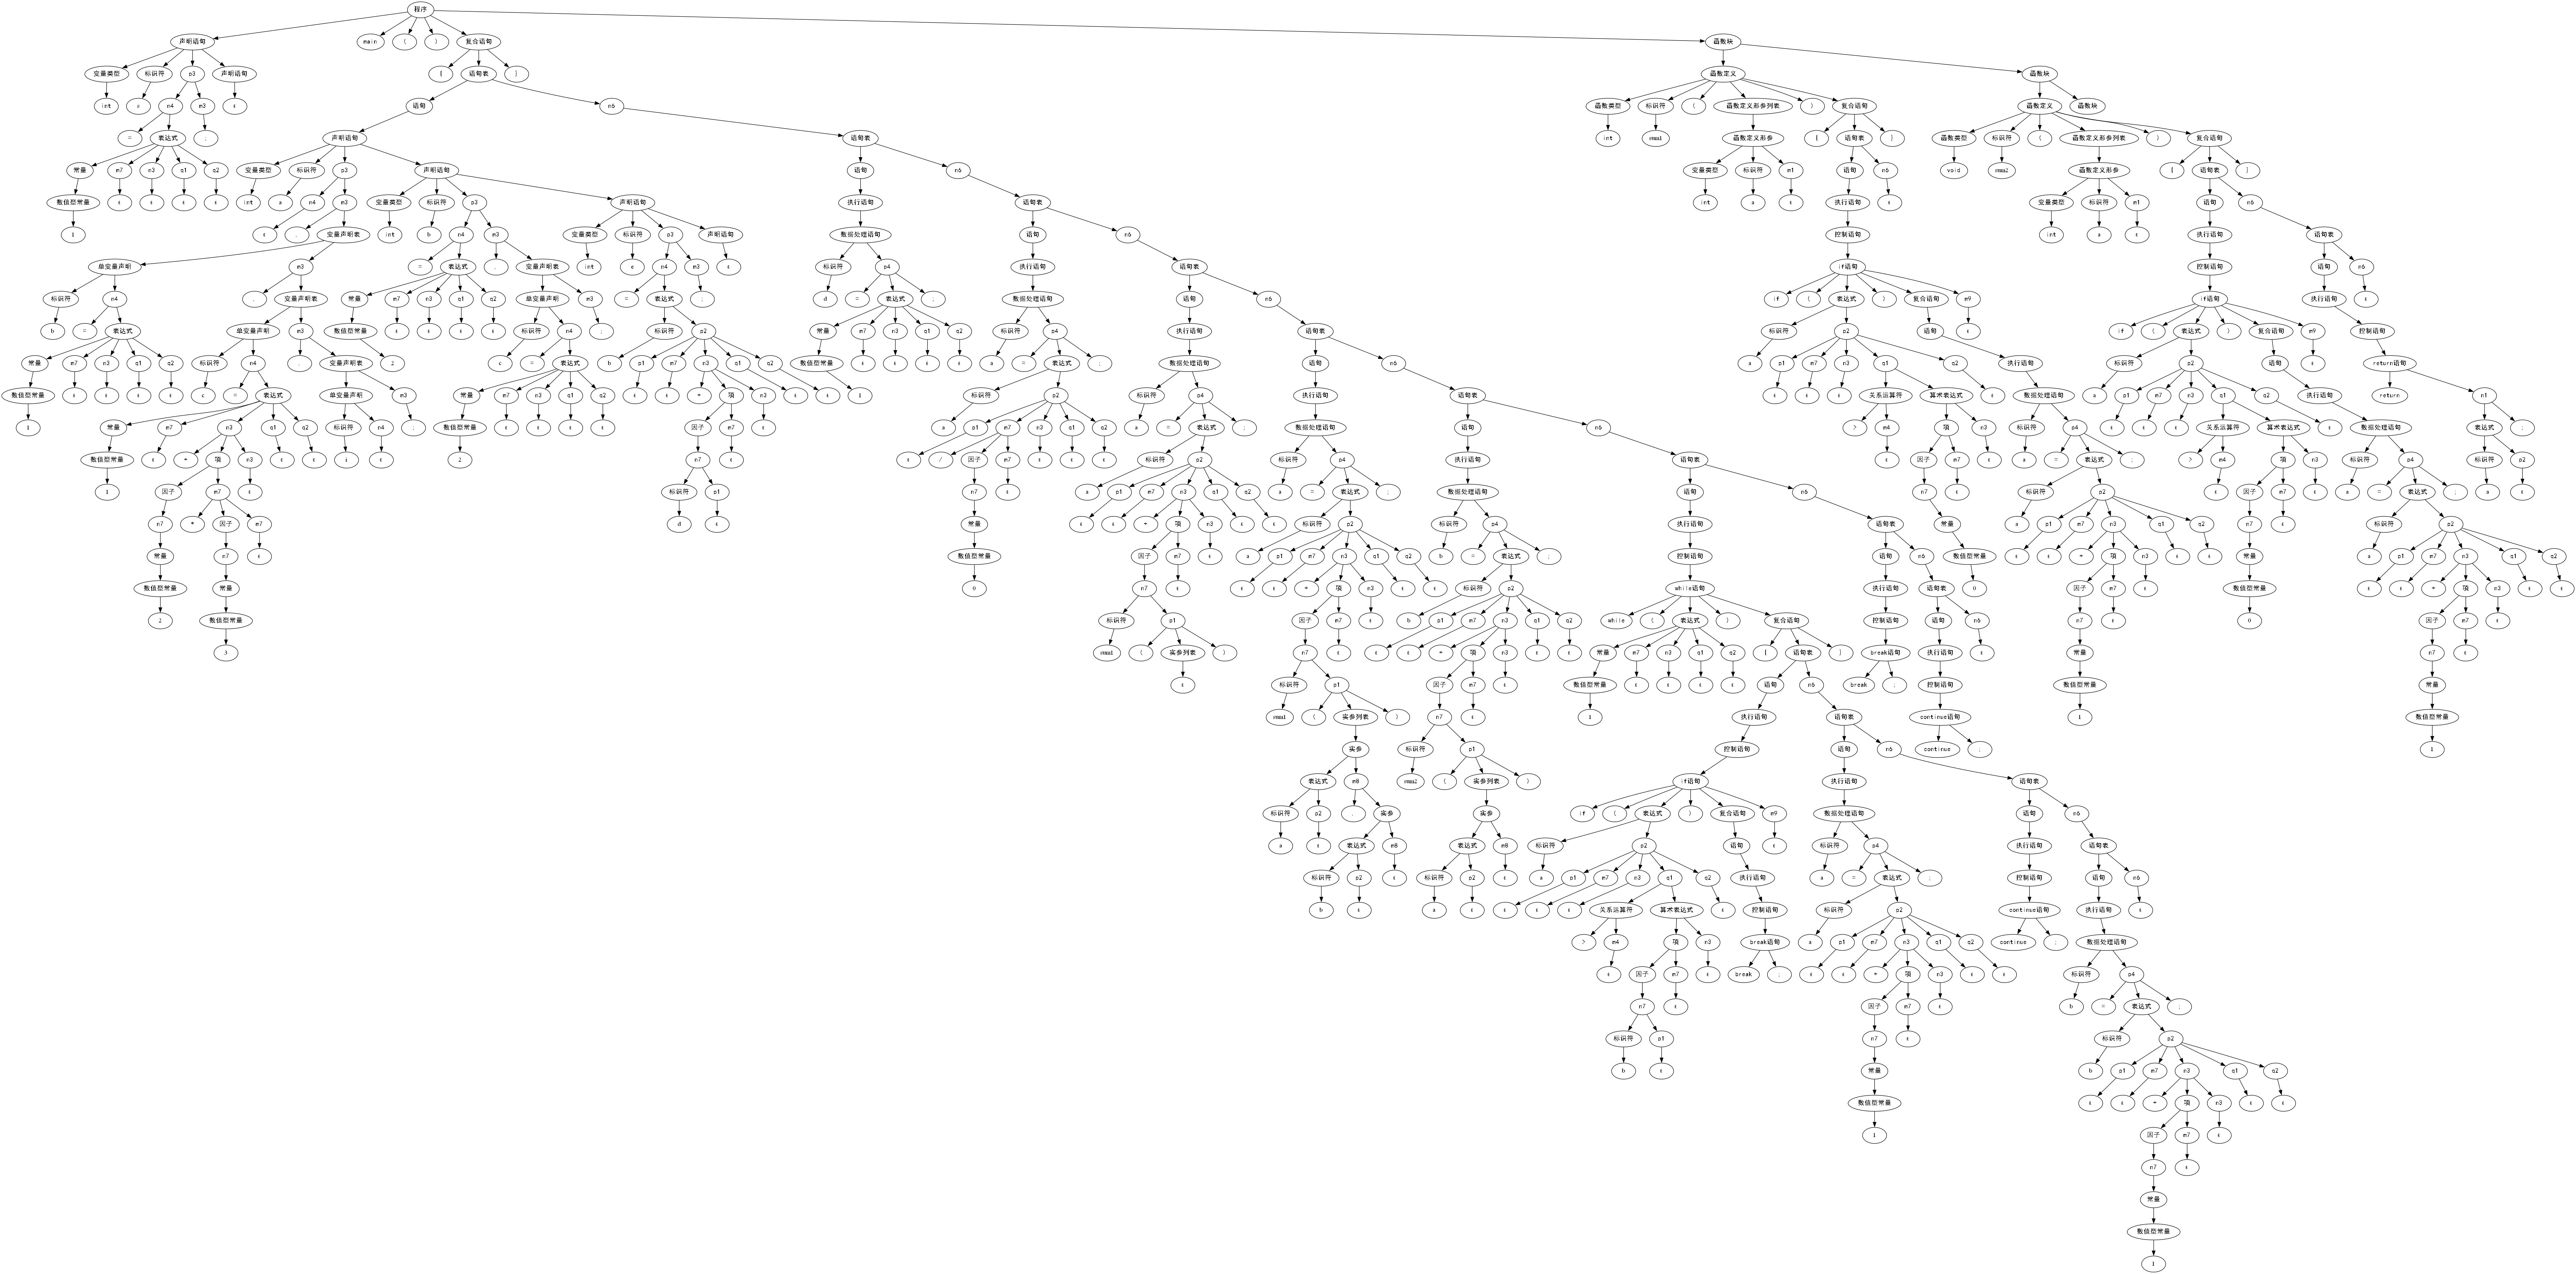 程序
声明语句 main ( ) 复合语句 函数块
变量类型 标识符 p3 声明语句 { 语句表 } 函数定义 函数块
int a n4 m3 ε 语句 n6 函数类型 标识符 ( 函数定义形参列表 ) 复合语句 函数定义 函数块
= 表达式 ; 声明语句 语句表 int 函数定义形参 { 语句表 } 函数类型 标识符 ( 函数定义形参列表 ) 复合语句
常量 m7 n3 q1 q2 变量类型 标识符 p3 声明语句 语句 n6 变量类型 标识符 m1 语句 n6 void 函数定义形参 { 语句表 }
数值型常量 ε ε ε ε int a n4 m3 变量类型 标识符 p3 声明语句 执行语句 语句表 int a ε 执行语句 ε 变量类型 标识符 m1 语句 n6
1 ε , 变量声明表 int b n4 m3 变量类型 标识符 p3 声明语句 数据处理语句 语句 n6 控制语句 int a ε 执行语句 语句表
单变量声明 m3 = 表达式 , 变量声明表 int e n4 m3 ε 标识符 p4 执行语句 语句表 if语句 控制语句 语句 n6
标识符 n4 , 变量声明表 常量 m7 n3 q1 q2 单变量声明 m3 = 表达式 ; d = 表达式 ; 数据处理语句 语句 n6 if ( 表达式 ) 复合语句 m9 if语句 执行语句 ε
b = 表达式 单变量声明 m3 数值型常量 ε ε ε ε 标识符 n4 ; 标识符 p2 常量 m7 n3 q1 q2 标识符 p4 执行语句 语句表 标识符 p2 语句 ε if ( 表达式 ) 复合语句 m9 控制语句
常量 m7 n3 q1 q2 标识符 n4 , 变量声明表 2 c = 表达式 b p1 m7 n3 q1 q2 数值型常量 ε ε ε ε a = 表达式 ; 数据处理语句 语句 n6 a p1 m7 n3 q1 q2 执行语句 标识符 p2 语句 ε return语句
数值型常量 ε ε ε ε c = 表达式 单变量声明 m3 常量 m7 n3 q1 q2 ε ε + 项 n3 ε ε 1 标识符 p2 标识符 p4 执行语句 语句表 ε ε ε 关系运算符 算术表达式 ε 数据处理语句 a p1 m7 n3 q1 q2 执行语句 return n1
1 常量 m7 n3 q1 q2 标识符 n4 ; 数值型常量 ε ε ε ε 因子 m7 ε a p1 m7 n3 q1 q2 a = 表达式 ; 数据处理语句 语句 n6 > m4 项 n3 标识符 p4 ε ε ε 关系运算符 算术表达式 ε 数据处理语句 表达式 ;
数值型常量 ε + 项 n3 ε ε i ε 2 n7 ε ε / 因子 m7 ε ε ε 标识符 p2 标识符 p4 执行语句 语句表 ε 因子 m7 ε a = 表达式 ; > m4 项 n3 标识符 p4 标识符 p2
1 因子 m7 ε 标识符 p1 n7 ε a p1 m7 n3 q1 q2 a = 表达式 ; 数据处理语句 语句 n6 n7 ε 标识符 p2 ε 因子 m7 ε a = 表达式 ; a ε
n7 * 因子 m7 d ε 常量 ε ε + 项 n3 ε ε 标识符 p2 标识符 p4 执行语句 语句表 常量 a p1 m7 n3 q1 q2 n7 ε 标识符 p2
常量 n7 ε 数值型常量 因子 m7 ε a p1 m7 n3 q1 q2 b = 表达式 ; 控制语句 语句 n6 数值型常量 ε ε + 项 n3 ε ε 常量 a p1 m7 n3 q1 q2
数值型常量 常量 0 n7 ε ε ε + 项 n3 ε ε 标识符 p2 while语句 执行语句 语句表 0 因子 m7 ε 数值型常量 ε ε + 项 n3 ε ε
2 数值型常量 标识符 p1 因子 m7 ε b p1 m7 n3 q1 q2 while ( 表达式 ) 复合语句 控制语句 语句 n6 n7 ε 0 因子 m7 ε
3 ( 实参列表 ) n7 ε ε ε + 项 n3 ε ε 常量 m7 n3 q1 q2 { 语句表 } break语句 执行语句 ε 常量 n7 ε
ε 标识符 p1 因子 m7 ε 数值型常量 ε ε ε ε 语句 n6 break ; 控制语句 数值型常量 常量
( 实参列表 ) n7 ε 1 执行语句 语句表 continue语句 1 数值型常量
实参 标识符 p1 控制语句 语句 n6 continue ; 1
表达式 m8 ( 实参列表 ) if语句 执行语句 语句表
标识符 p2 , 实参 实参 if ( 表达式 ) 复合语句 m9 数据处理语句 语句 n6
a ε 表达式 m8 表达式 m8 标识符 p2 语句 ε 标识符 p4 执行语句 语句表
标识符 p2 ε 标识符 p2 ε a p1 m7 n3 q1 q2 执行语句 a = 表达式 ; 控制语句 语句 n6
b ε a ε ε ε ε 关系运算符 算术表达式 ε 控制语句 标识符 p2 continue语句 执行语句 ε
> m4 项 n3 break语句 a p1 m7 n3 q1 q2 continue ; 数据处理语句
ε 因子 m7 ε break ; ε ε + 项 n3 ε ε 标识符 p4
n7 ε 因子 m7 ε b = 表达式 ;
标识符 p1 n7 ε 标识符 p2
b ε 常量 b p1 m7 n3 q1 q2
数值型常量 ε ε + 项 n3 ε ε
1 因子 m7 ε
n7 ε
常量
数值型常量
1